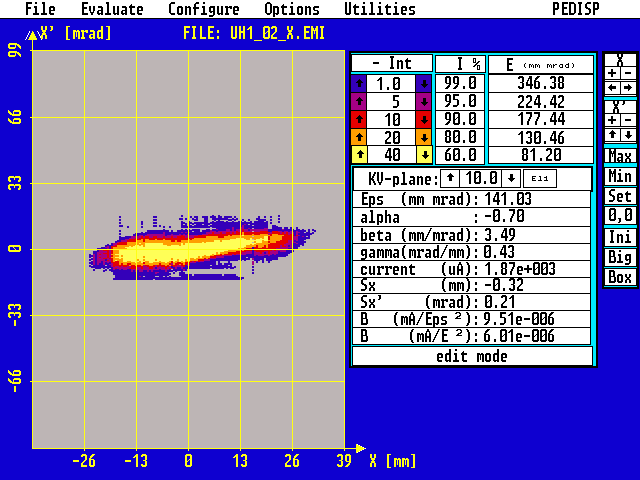 File Evaluate Configure Options Utilities PEDISP
X' [mrad] FILE: UH1_02_X.EMI
99
66
33
0
-33
-66
-26 -13 0 13 26 39 X [mm]
- Int I % E (mm mrad)
1.0 99.0 346.38
5 95.0 224.42
10 90.0 177.44
20 80.0 130.46
40 60.0 81.20
KV-plane: 10.0 Ell
Eps (mm mrad): 141.03
alpha : -0.70
beta (mm/mrad): 3.49
gamma(mrad/mm): 0.43
current (uA): 1.87e+003
Sx (mm): -0.32
Sx' (mrad): 0.21
B (mA/Eps ²): 9.51e-006
B (mA/E ²): 6.01e-006
edit mode
X
+ -
X'
+ -
Max
Min
Set
0,0
Ini
Big
Box